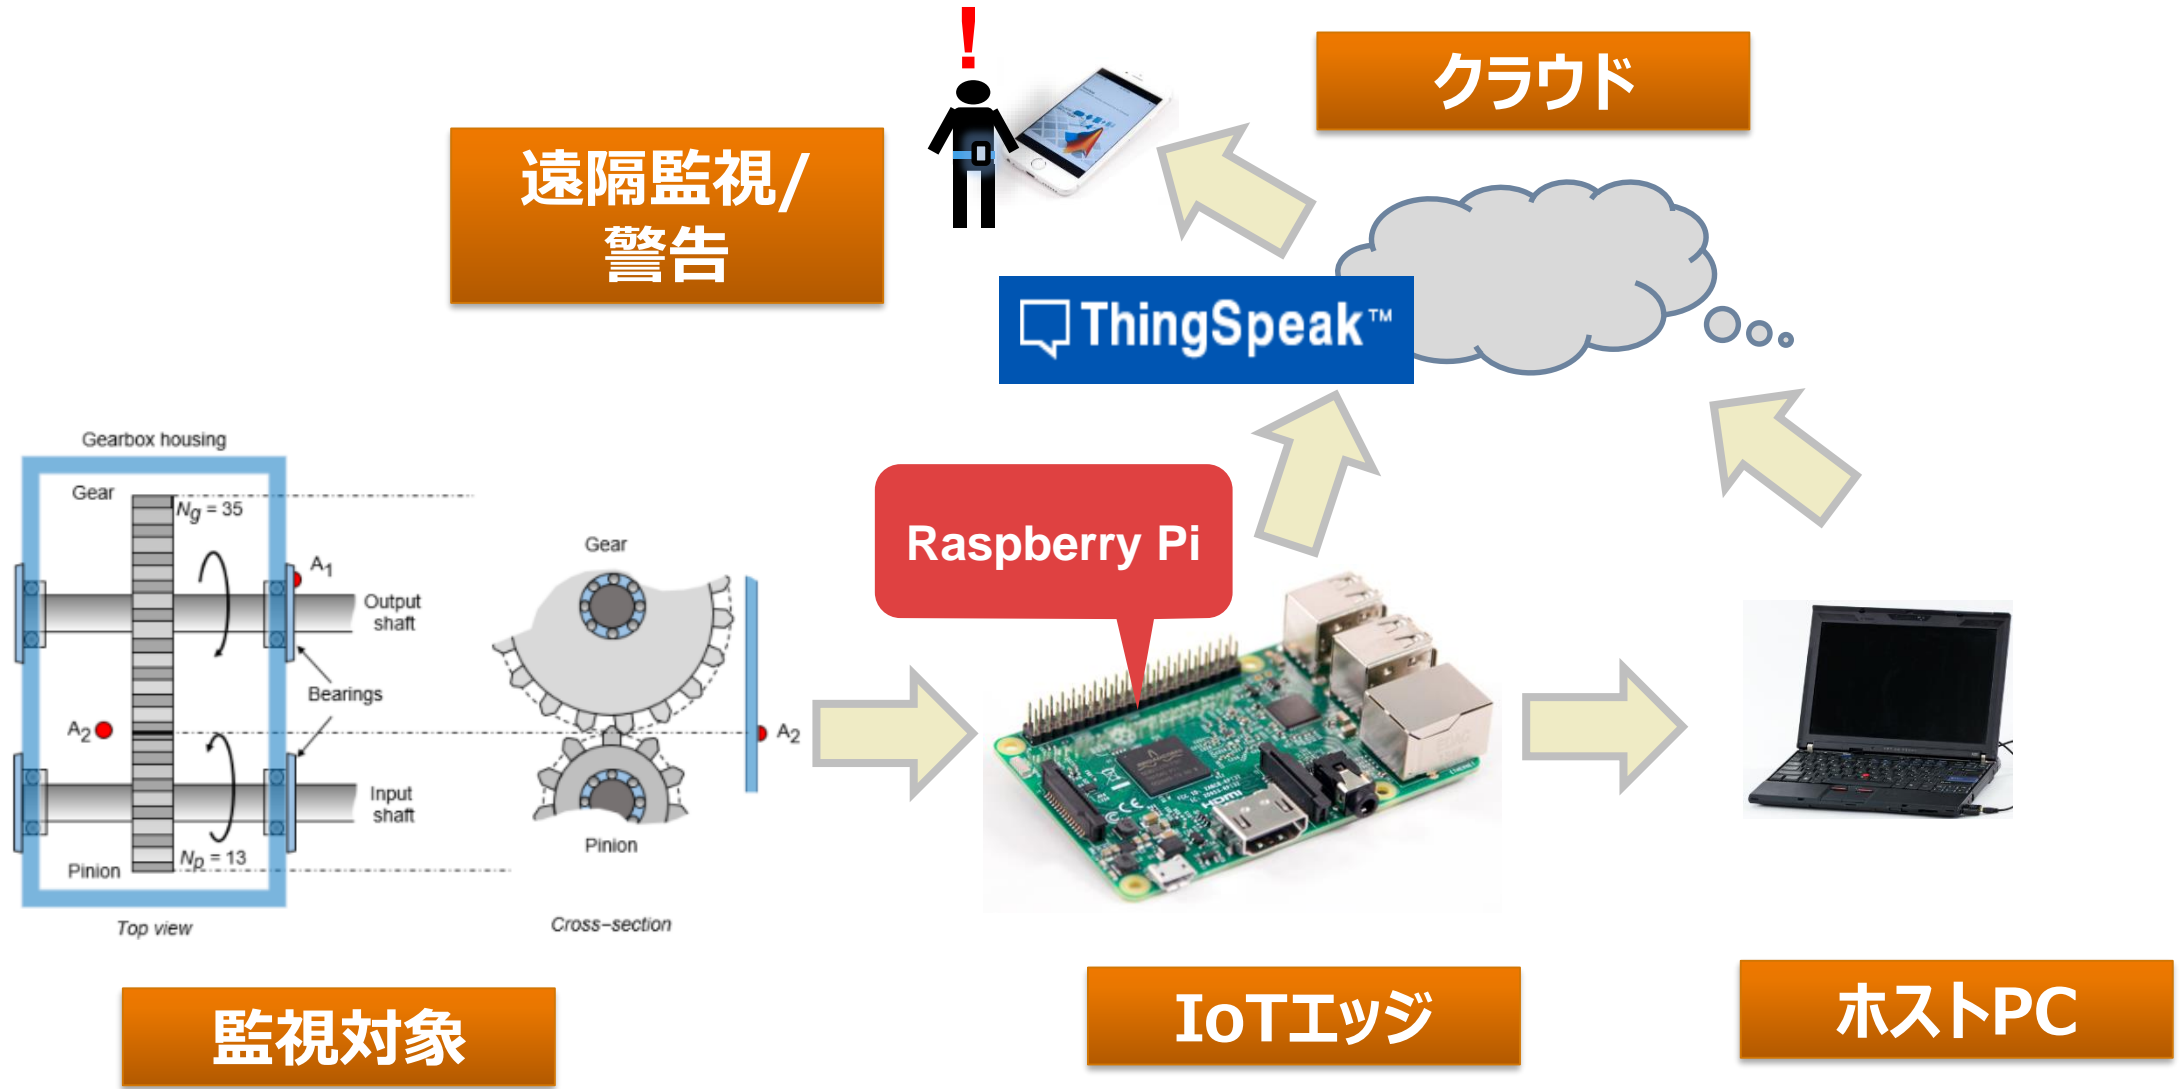 !
クラウド
遠隔監視/
警告
ThingSpeak™
Gearbox housing
Gear
Ng = 35
A1
Output
shaft
Bearings
A2
Input
shaft
Np = 13
Pinion
Top view
Gear
A2
Pinion
Cross-section
Raspberry Pi
HDMI
監視対象
IoTエッジ
ホストPC